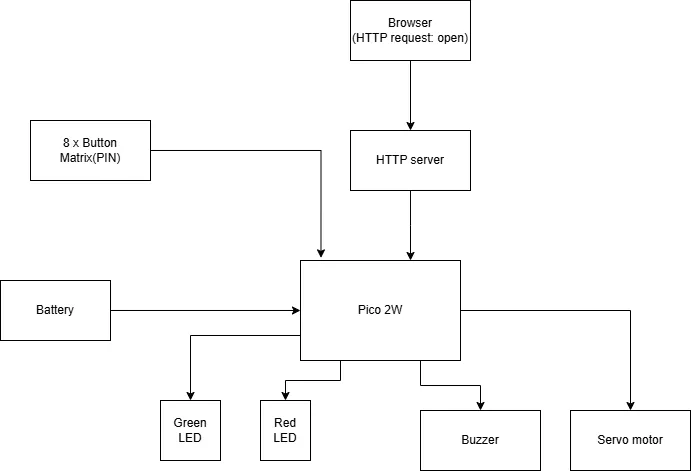 Browser
(HTTP request: open)
8 x Button
Matrix(PIN)
HTTP server
Battery
Pico 2W
Green
LED
Red
LED
Buzzer
Servo motor